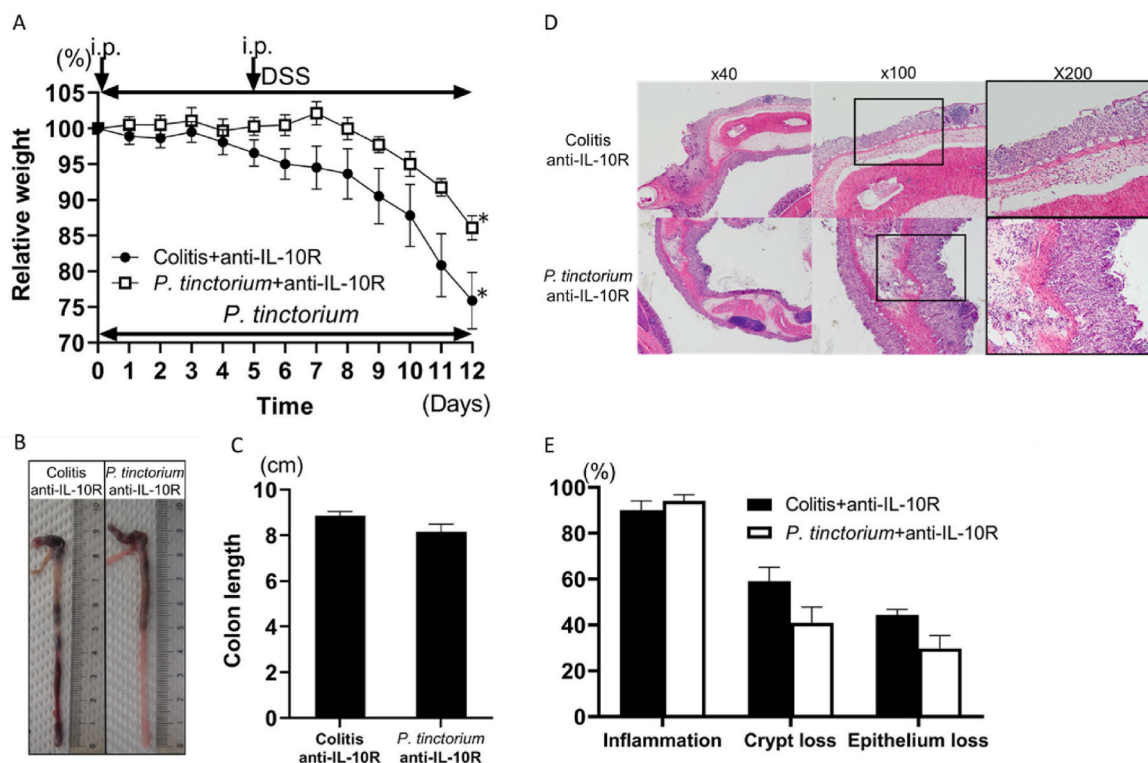 A
(%)
i.p.
i.p.
DSS
105
100
95
90
85
80
75
70
Relative weight
Colitis+anti-IL-10R
P. tinctorium+anti-IL-10R
*
*
P. tinctorium
0 1 2 3 4 5 6 7 8 9 10 11 12
Time
(Days)
B
Colitis
anti-IL-10R
P. tinctorium
anti-IL-10R
C
(cm)
10
8
6
4
2
0
Colon length
Colitis
anti-IL-10R
P. tinctorium
anti-IL-10R
D
x40
x100
X200
Colitis
anti-IL-10R
P. tinctorium
anti-IL-10R
E
(%)
100
80
60
40
20
0
Colitis+anti-IL-10R
P. tinctorium+anti-IL-10R
Inflammation
Crypt loss
Epithelium loss